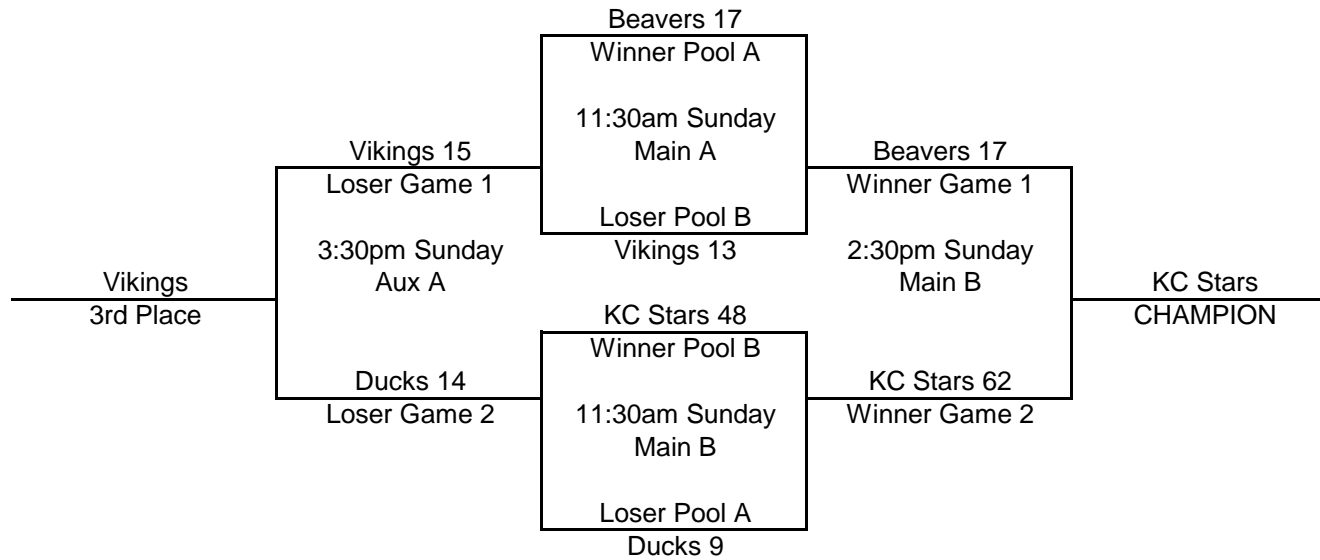 Beavers 17
Winner Pool A
11:30am Sunday
Main A
Vikings 15
Loser Game 1
Beavers 17
Winner Game 1
Loser Pool B
Vikings 13
3:30pm Sunday
Aux A
2:30pm Sunday
Main B
Vikings
3rd Place
KC Stars
CHAMPION
KC Stars 48
Winner Pool B
Ducks 14
Loser Game 2
11:30am Sunday
Main B
KC Stars 62
Winner Game 2
Loser Pool A
Ducks 9